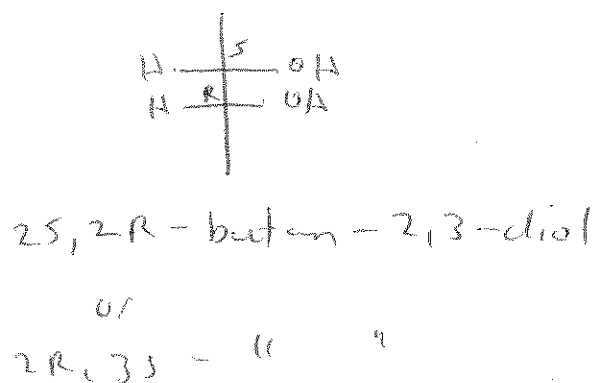 S
H OH
R
H OH
2S, 2R - butan - 2,3 - diol
or
2R, 3S - " "